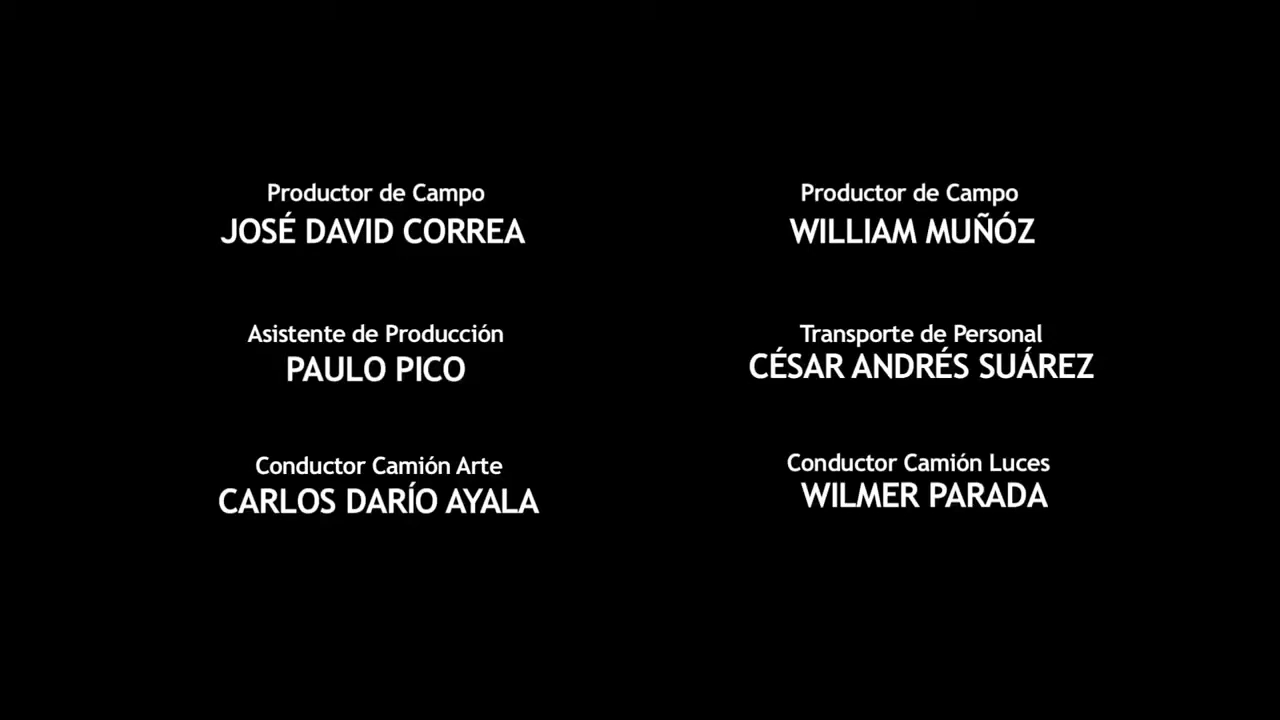 Productor de Campo
JOSÉ DAVID CORREA
Productor de Campo
WILLIAM MUÑÓZ
Asistente de Producción
PAULO PICO
Transporte de Personal
CÉSAR ANDRÉS SUÁREZ
Conductor Camión Arte
CARLOS DARÍO AYALA
Conductor Camión Luces
WILMER PARADA